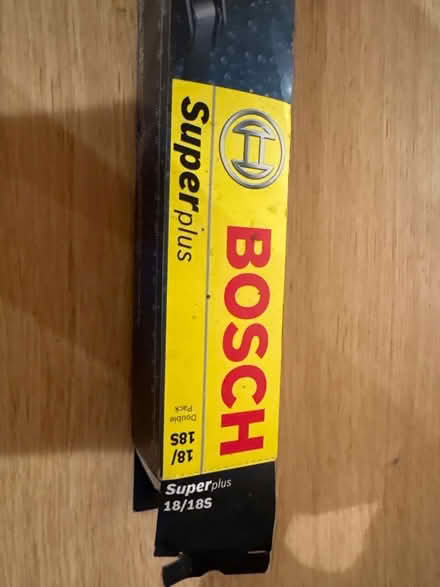 BOSCH
Superplus
Double
Pack
18/
18S
Superplus
18/18S